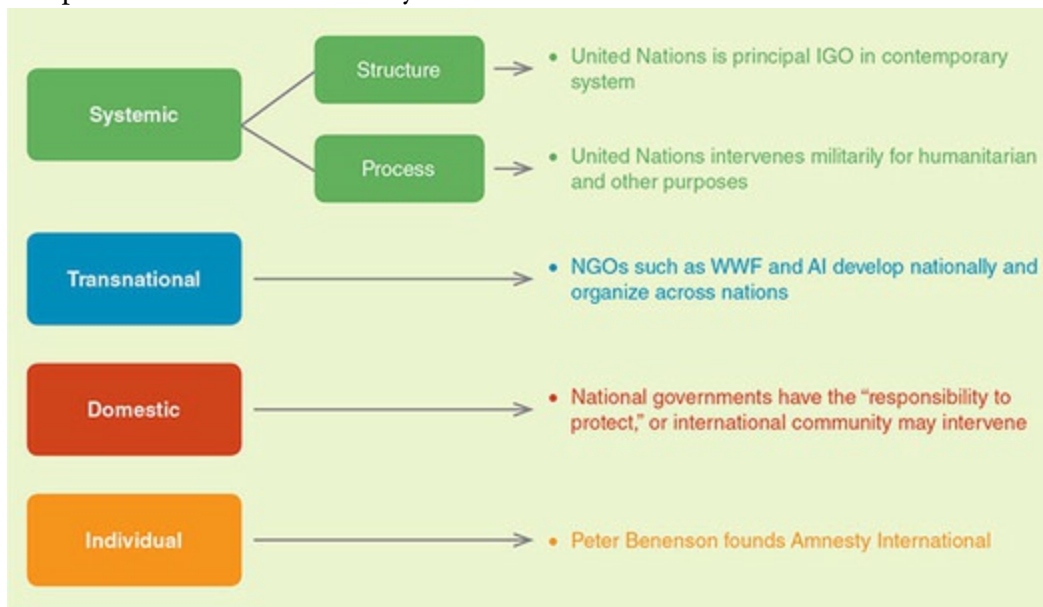 Systemic
Structure
• United Nations is principal IGO in contemporary
system
Process
• United Nations intervenes militarily for humanitarian
and other purposes
Transnational
• NGOs such as WWF and AI develop nationally and
organize across nations
Domestic
• National governments have the “responsibility to
protect,” or international community may intervene
Individual
• Peter Benenson founds Amnesty International